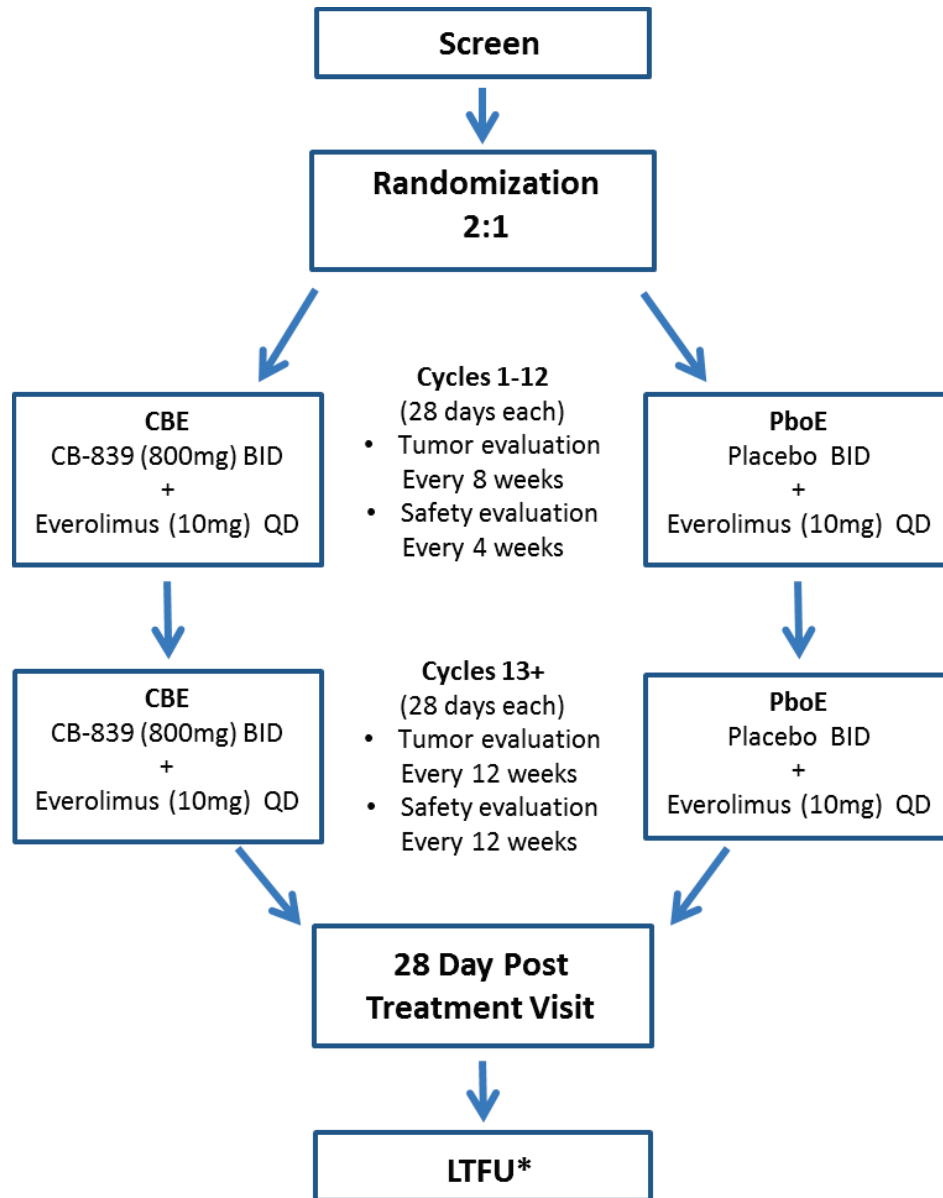 Screen
Randomization
2:1
CBE
CB-839 (800mg) BID
+
Everolimus (10mg) QD
Cycles 1-12
(28 days each)
• Tumor evaluation
Every 8 weeks
• Safety evaluation
Every 4 weeks
PboE
Placebo BID
+
Everolimus (10mg) QD
CBE
CB-839 (800mg) BID
+
Everolimus (10mg) QD
Cycles 13+
(28 days each)
• Tumor evaluation
Every 12 weeks
• Safety evaluation
Every 12 weeks
PboE
Placebo BID
+
Everolimus (10mg) QD
28 Day Post
Treatment Visit
LTFU*